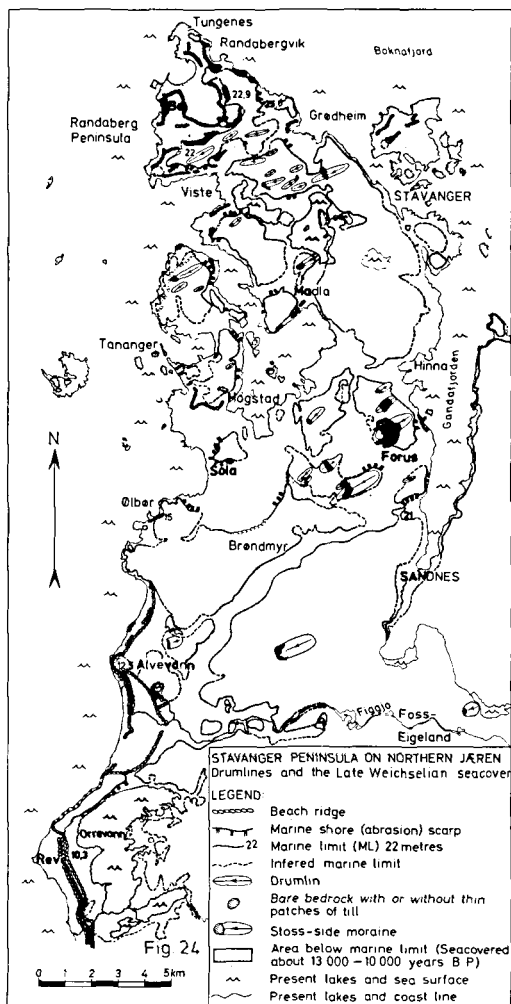 Tungenes
Randabergvik
Boknafjord
Bø
22,9
Grødheim
Randaberg
Peninsula
22
Viste
STAVANGER
Madla
Tananger
Hinna
Gandafjorden
Høgstad
N
Forus
Sola
Ølbør
15
Brøndmyr
SANDNES
Alvevann
Figgjo
Foss-
Eigeland
Orrevann
Rev
10,3
Fig. 24
0 1 2 3 4 5km
STAVANGER PENINSULA ON NORTHERN JÆREN
Drumlines and the Late Weichselian seacover
LEGEND:
Beach ridge
Marine shore (abrasion) scarp
22 Marine limit (ML) 22 metres
Infered marine limit
Drumlin
Bare bedrock with or without thin
patches of till
Stoss-side moraine
Area below marine limit (Seacovered
about 13 000 – 10 000 years B P)
Present lakes and sea surface
Present lakes and coast line